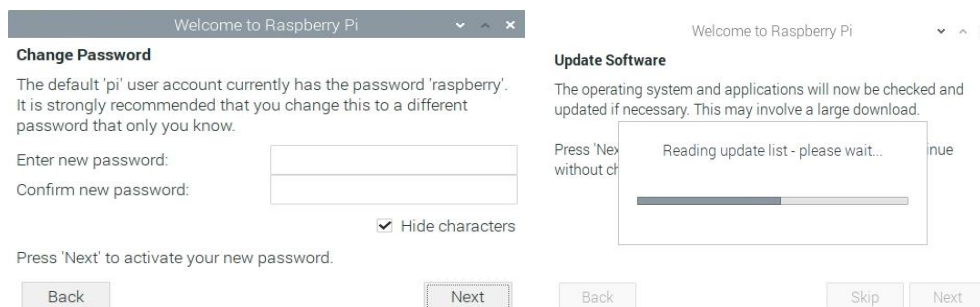 Welcome to Raspberry Pi
Change Password
The default 'pi' user account currently has the password 'raspberry'.
It is strongly recommended that you change this to a different
password that only you know.
Enter new password:
Confirm new password:
Hide characters
Press 'Next' to activate your new password.
Back Next
Welcome to Raspberry Pi
Update Software
The operating system and applications will now be checked and
updated if necessary. This may involve a large download.
Press
Reading update list - please wait...
without
Back Skip Next